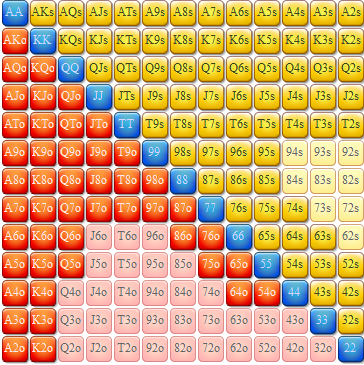 AA AKs AQs AJs ATs A9s A8s A7s A6s A5s A4s A3s A2s
AKo KK KQs KJs KTs K9s K8s K7s K6s K5s K4s K3s K2s
AQo KQo QQ QJs QTs Q9s Q8s Q7s Q6s Q5s Q4s Q3s Q2s
AJo KJo QJo JJ JTs J9s J8s J7s J6s J5s J4s J3s J2s
ATo KTo QTo JTo TT T9s T8s T7s T6s T5s T4s T3s T2s
A9o K9o Q9o J9o T9o 99 98s 97s 96s 95s 94s 93s 92s
A8o K8o Q8o J8o T8o 98o 88 87s 86s 85s 84s 83s 82s
A7o K7o Q7o J7o T7o 97o 87o 77 76s 75s 74s 73s 72s
A6o K6o Q6o J6o T6o 96o 86o 76o 66 65s 64s 63s 62s
A5o K5o Q5o J5o T5o 95o 85o 75o 65o 55 54s 53s 52s
A4o K4o Q4o J4o T4o 94o 84o 74o 64o 54o 44 43s 42s
A3o K3o Q3o J3o T3o 93o 83o 73o 63o 53o 43o 33 32s
A2o K2o Q2o J2o T2o 92o 82o 72o 62o 52o 42o 32o 22